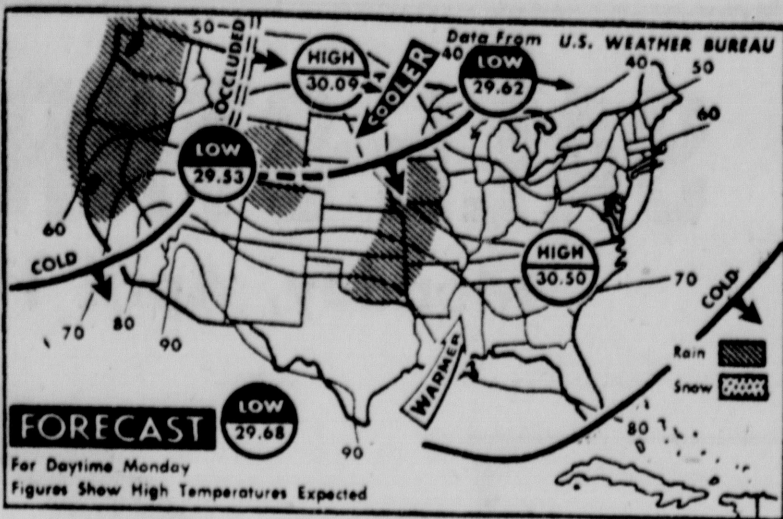 Data From U.S. WEATHER BUREAU
50
OCCLUDED
HIGH
30.09
COOLER
40
LOW
29.62
40
50
60
LOW
29.53
60
COLD
70
80
90
HIGH
30.50
70
COLD
WARMER
Rain
Snow
80
90
LOW
29.68
FORECAST
For Daytime Monday
Figures Show High Temperatures Expected